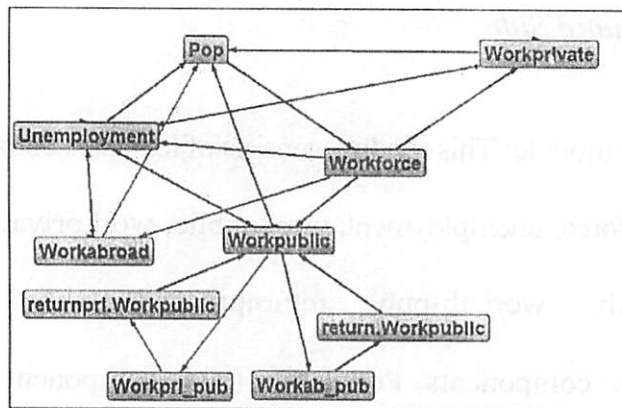 Pop
Workprivate
Unemployment
Workforce
Workabroad
Workpublic
returnpri.Workpublic
return.Workpublic
Workpri_pub
Workab_pub